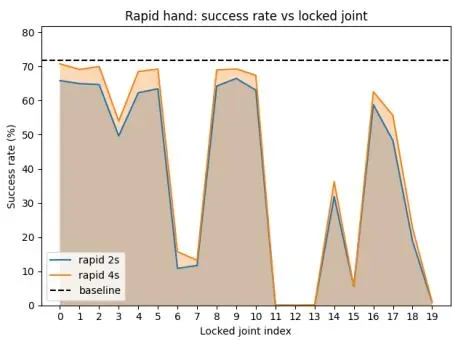 Rapid hand: success rate vs locked joint
Success rate (%)
80
70
60
50
40
30
20
10
0
rapid 2s
rapid 4s
baseline
0 1 2 3 4 5 6 7 8 9 10 11 12 13 14 15 16 17 18 19
Locked joint index